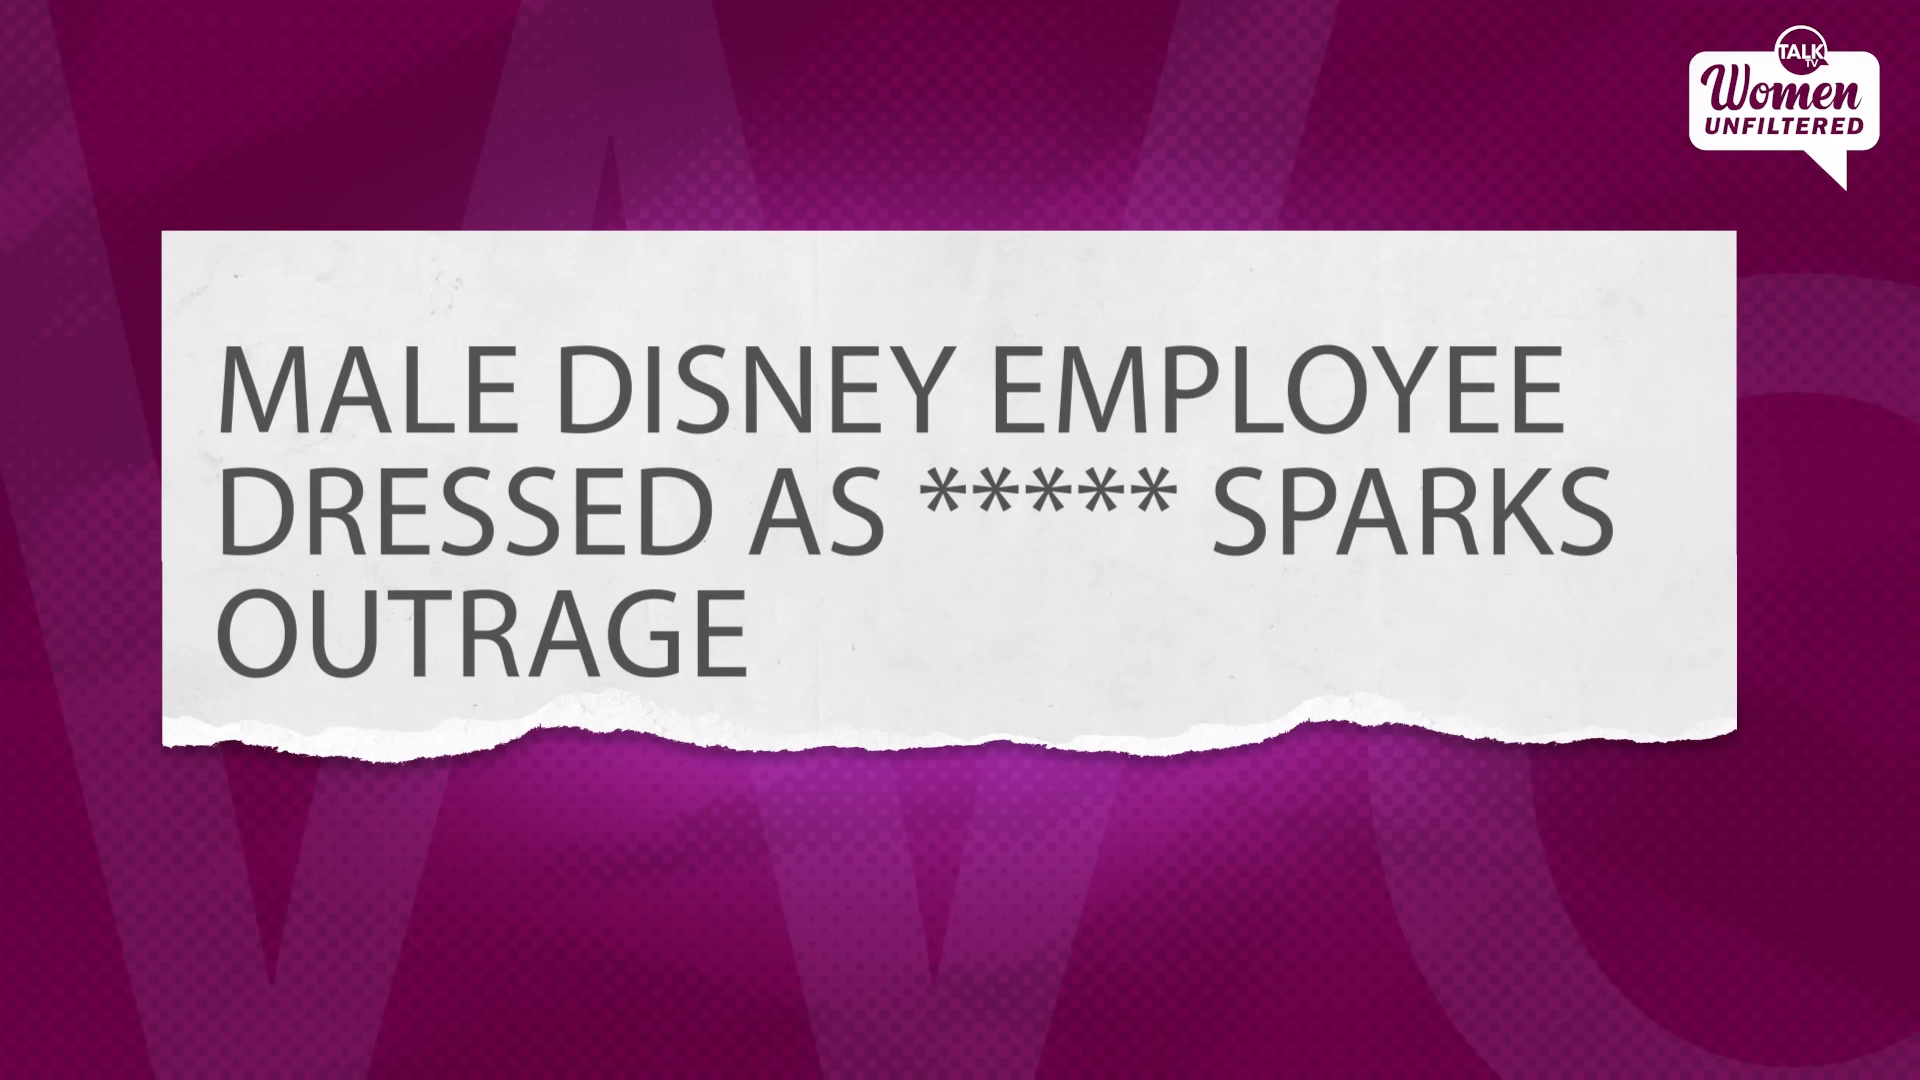 TALK
TV
Women
UNFILTERED
MALE DISNEY EMPLOYEE
DRESSED AS ***** SPARKS
OUTRAGE